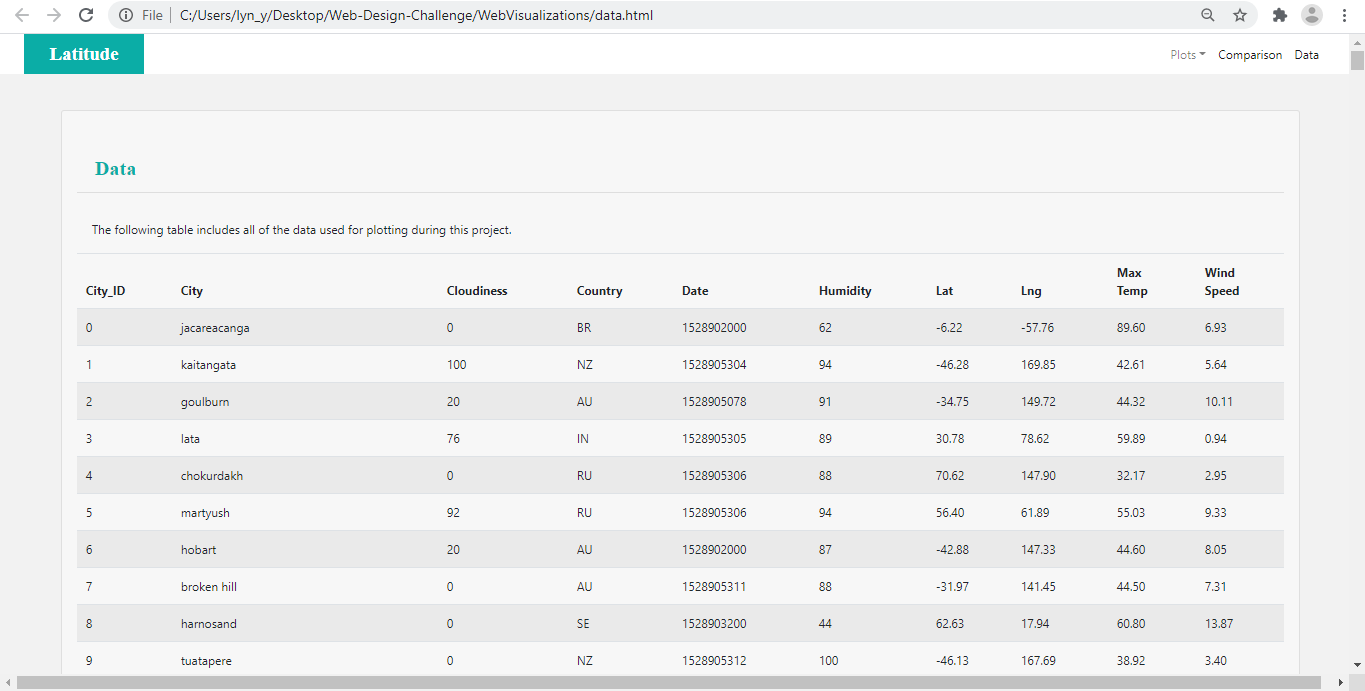 File C:/Users/lyn_y/Desktop/Web-Design-Challenge/WebVisualizations/data.html
Latitude Plots Comparison Data
Data
The following table includes all of the data used for plotting during this project.
City_ID City Cloudiness Country Date Humidity Lat Lng Max Temp Wind Speed
0 jacareacanga 0 BR 1528902000 62 -6.22 -57.76 89.60 6.93
1 kaitangata 100 NZ 1528905304 94 -46.28 169.85 42.61 5.64
2 goulburn 20 AU 1528905078 91 -34.75 149.72 44.32 10.11
3 lata 76 IN 1528905305 89 30.78 78.62 59.89 0.94
4 chokurdakh 0 RU 1528905306 88 70.62 147.90 32.17 2.95
5 martyush 92 RU 1528905306 94 56.40 61.89 55.03 9.33
6 hobart 20 AU 1528902000 87 -42.88 147.33 44.60 8.05
7 broken hill 0 AU 1528905311 88 -31.97 141.45 44.50 7.31
8 harnosand 0 SE 1528903200 44 62.63 17.94 60.80 13.87
9 tuatapere 0 NZ 1528905312 100 -46.13 167.69 38.92 3.40